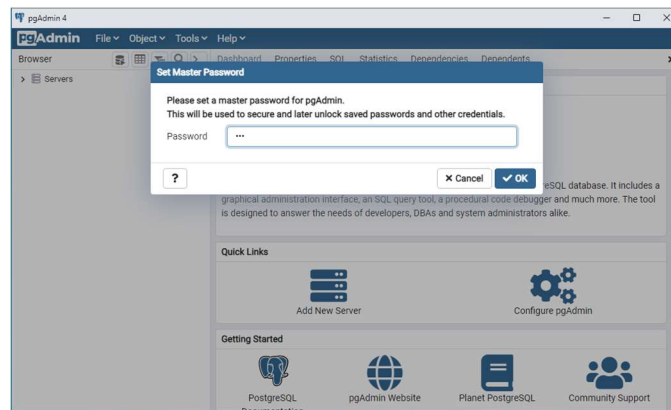 pgAdmin 4
pgAdmin File Object Tools Help
Browser
Dashboard Properties SQL Statistics Dependencies Dependents
Servers
Set Master Password
Please set a master password for pgAdmin.
This will be used to secure and later unlock saved passwords and other credentials.
Password •••
? Cancel OK
eSQL database. It includes a
graphical administration interface, an SQL query tool, a procedural code debugger and much more. The tool
is designed to answer the needs of developers, DBAs and system administrators alike.
Quick Links
Add New Server Configure pgAdmin
Getting Started
PostgreSQL pgAdmin Website Planet PostgreSQL Community Support
Documentation